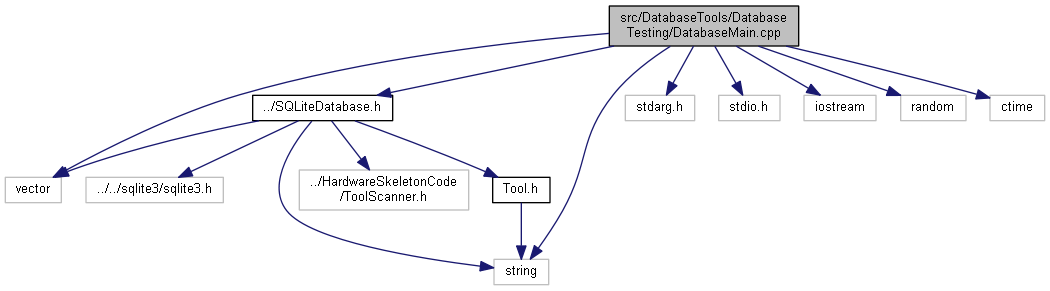 src/DatabaseTools/Database
Testing/DatabaseMain.cpp
../SQLiteDatabase.h
stdarg.h
stdio.h
iostream
random
ctime
vector
../../sqlite3/sqlite3.h
../HardwareSkeletonCode
/ToolScanner.h
Tool.h
string